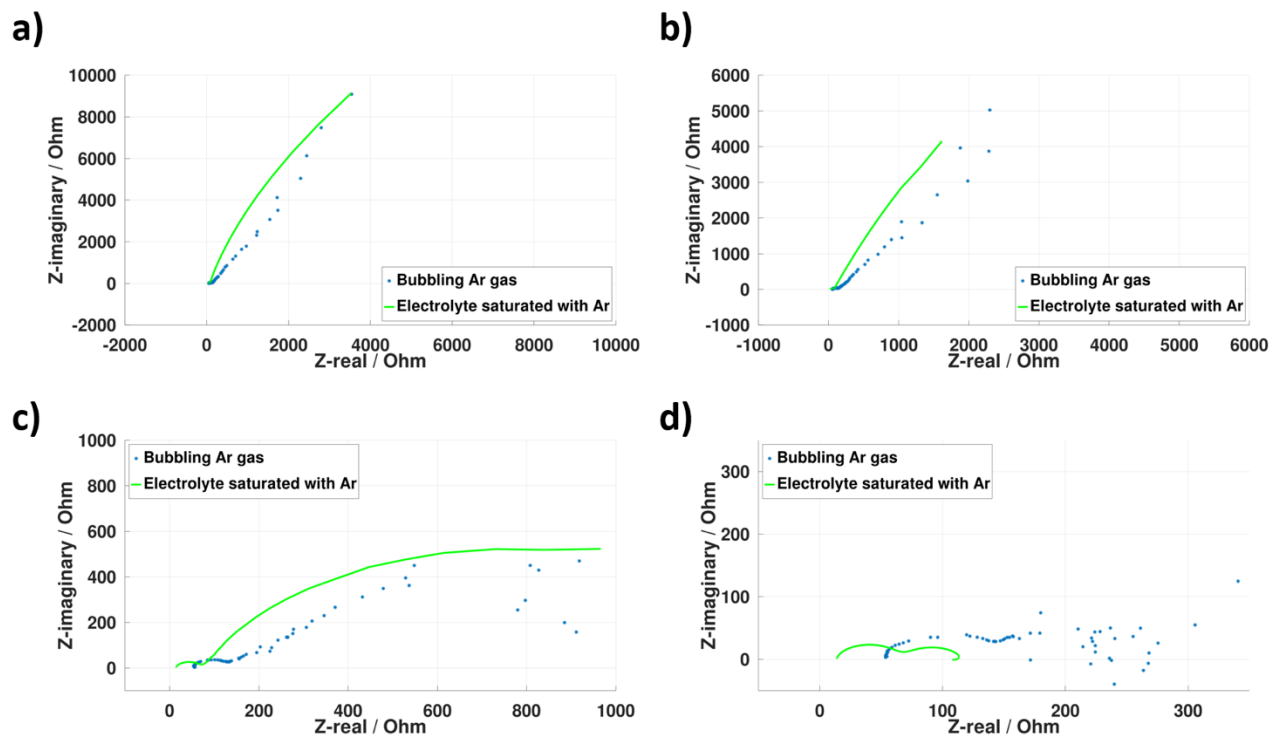 a)
10000
8000
6000
4000
2000
0
-2000
-2000 0 2000 4000 6000 8000 10000
Z-imaginary / Ohm
Z-real / Ohm
Bubbling Ar gas
Electrolyte saturated with Ar
b)
6000
5000
4000
3000
2000
1000
0
-1000
-1000 0 1000 2000 3000 4000 5000 6000
Z-imaginary / Ohm
Z-real / Ohm
Bubbling Ar gas
Electrolyte saturated with Ar
c)
1000
800
600
400
200
0
0 200 400 600 800 1000
Z-imaginary / Ohm
Z-real / Ohm
Bubbling Ar gas
Electrolyte saturated with Ar
d)
300
200
100
0
0 100 200 300
Z-imaginary / Ohm
Z-real / Ohm
Bubbling Ar gas
Electrolyte saturated with Ar